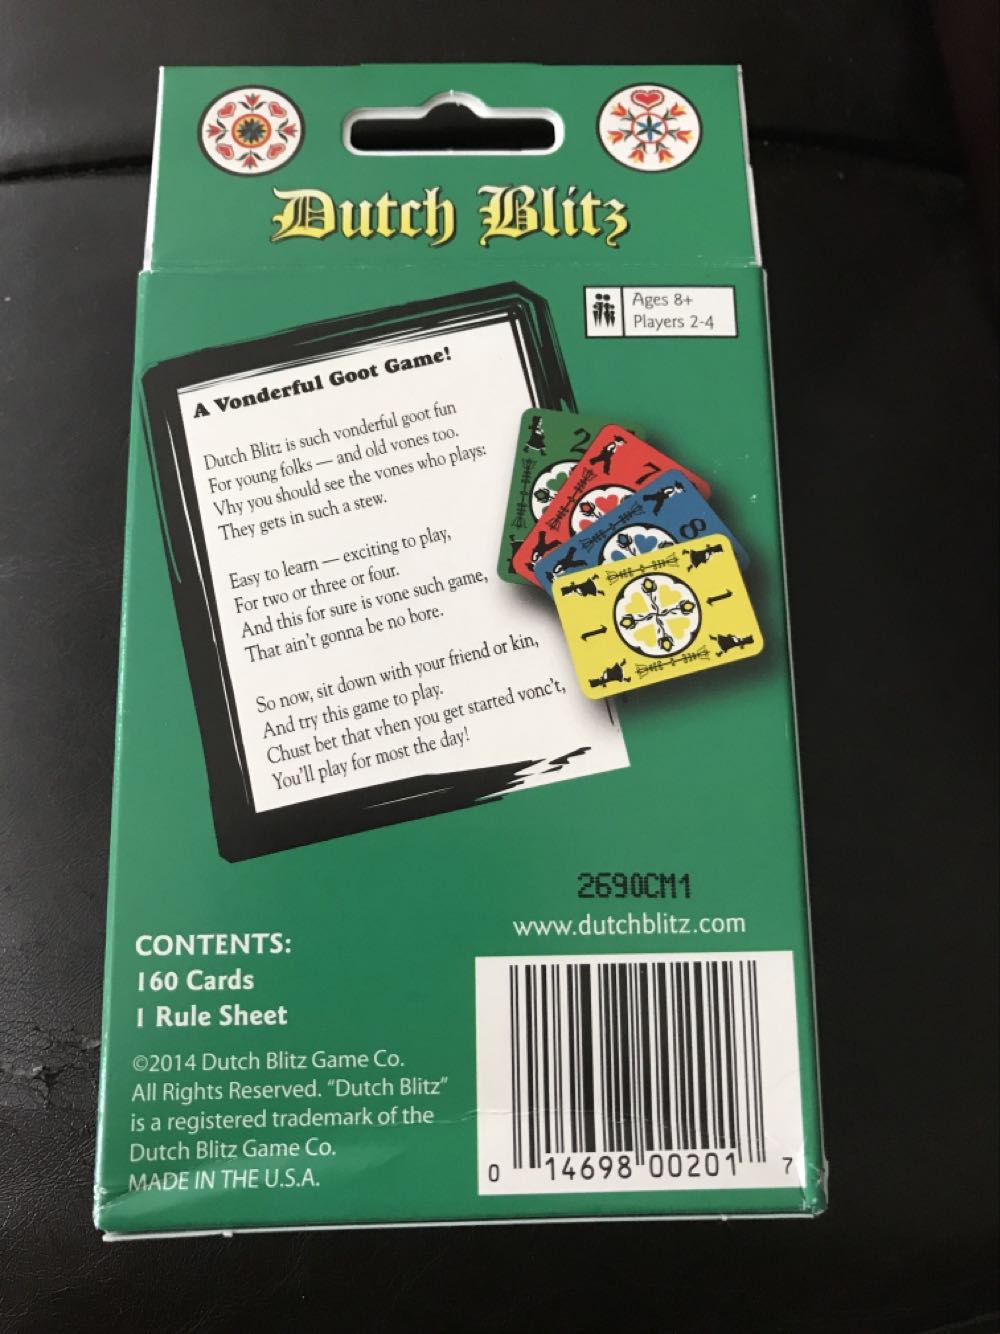 Dutch Blitz
Ages 8+
Players 2-4
A Vonderful Goot Game!
Dutch Blitz is such vonderful goot fun
For young folks — and old vones too.
Vhy you should see the vones who plays:
They gets in such a stew.
Easy to learn — exciting to play,
For two or three or four.
And this for sure is vone such game,
That ain't gonna be no bore.
So now, sit down with your friend or kin,
And try this game to play.
Chust bet that vhen you get started vonc't,
You'll play for most the day!
2
7
8
1
1
2690CM1
www.dutchblitz.com
CONTENTS:
160 Cards
1 Rule Sheet
©2014 Dutch Blitz Game Co.
All Rights Reserved. "Dutch Blitz"
is a registered trademark of the
Dutch Blitz Game Co.
MADE IN THE U.S.A.
0 14698 00201 7